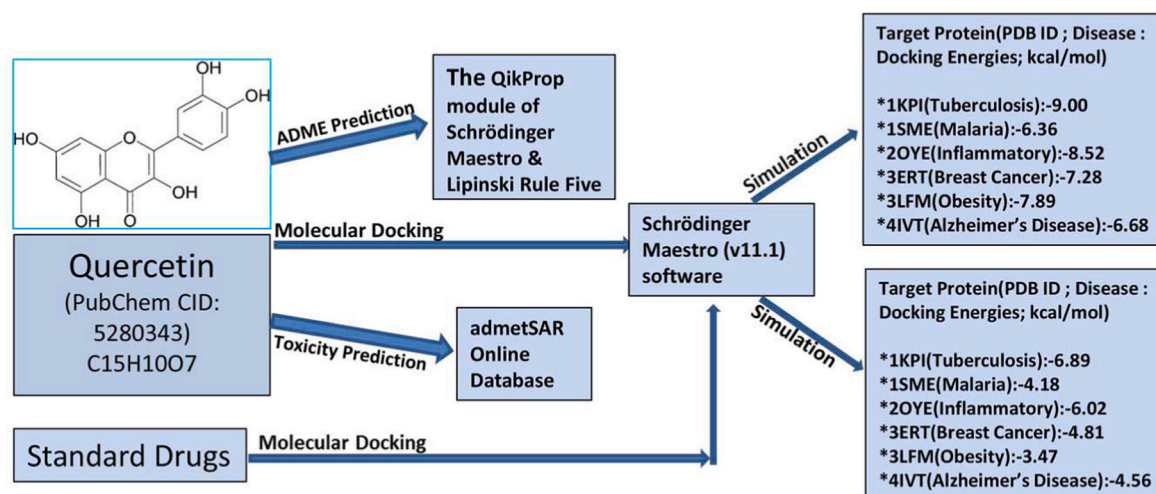 OH
OH
HO
O
OH
OH
O
Quercetin
(PubChem CID:
5280343)
C15H10O7
Standard Drugs
ADME Prediction
Molecular Docking
Toxicity Prediction
Molecular Docking
The QikProp
module of
Schrödinger
Maestro &
Lipinski Rule Five
admetSAR
Online
Database
Schrödinger
Maestro (v11.1)
software
Simulation
Simulation
Target Protein(PDB ID ; Disease :
Docking Energies; kcal/mol)
*1KPI(Tuberculosis):-9.00
*1SME(Malaria):-6.36
*2OYE(Inflammatory):-8.52
*3ERT(Breast Cancer):-7.28
*3LFM(Obesity):-7.89
*4IVT(Alzheimer’s Disease):-6.68
Target Protein(PDB ID ; Disease :
Docking Energies; kcal/mol)
*1KPI(Tuberculosis):-6.89
*1SME(Malaria):-4.18
*2OYE(Inflammatory):-6.02
*3ERT(Breast Cancer):-4.81
*3LFM(Obesity):-3.47
*4IVT(Alzheimer’s Disease):-4.56